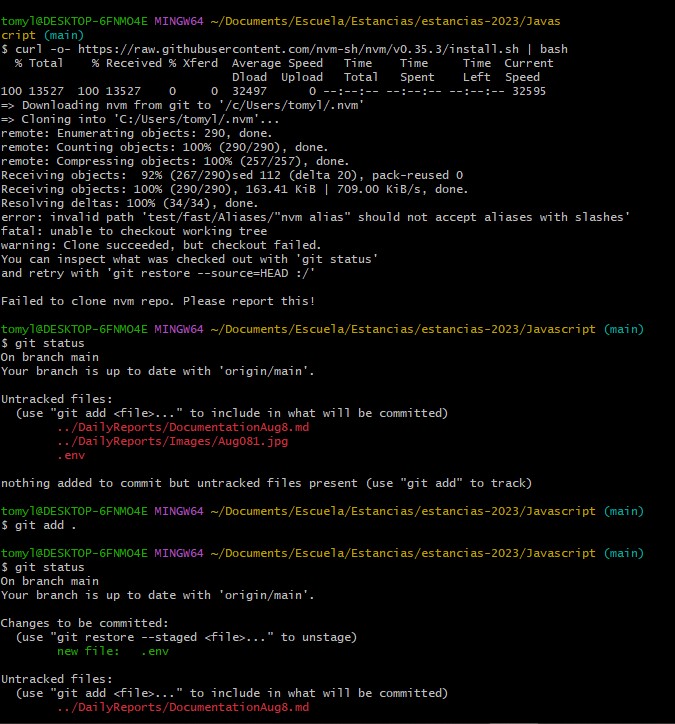 tomyl@DESKTOP-6FNMO4E MINGW64 ~/Documents/Escuela/Estancias/estancias-2023/Javas
cript (main)
$ curl -o- https://raw.githubusercontent.com/nvm-sh/nvm/v0.35.3/install.sh | bash
  % Total    % Received % Xferd  Average Speed   Time    Time     Time  Current
                                 Dload  Upload   Total   Spent    Left  Speed
100 13527  100 13527    0     0  32497      0 --:--:-- --:--:-- --:--:-- 32595
=> Downloading nvm from git to '/c/Users/tomyl/.nvm'
=> Cloning into 'C:/Users/tomyl/.nvm'...
remote: Enumerating objects: 290, done.
remote: Counting objects: 100% (290/290), done.
remote: Compressing objects: 100% (257/257), done.
Receiving objects:  92% (267/290)sed 112 (delta 20), pack-reused 0
Receiving objects: 100% (290/290), 163.41 KiB | 709.00 KiB/s, done.
Resolving deltas: 100% (34/34), done.
error: invalid path 'test/fast/Aliases/"nvm alias" should not accept aliases with slashes'
fatal: unable to checkout working tree
warning: Clone succeeded, but checkout failed.
You can inspect what was checked out with 'git status'
and retry with 'git restore --source=HEAD :/'

Failed to clone nvm repo. Please report this!

tomyl@DESKTOP-6FNMO4E MINGW64 ~/Documents/Escuela/Estancias/estancias-2023/Javascript (main)
$ git status
On branch main
Your branch is up to date with 'origin/main'.

Untracked files:
  (use "git add <file>..." to include in what will be committed)
        ../DailyReports/DocumentationAug8.md
        ../DailyReports/Images/Aug081.jpg
        .env

nothing added to commit but untracked files present (use "git add" to track)

tomyl@DESKTOP-6FNMO4E MINGW64 ~/Documents/Escuela/Estancias/estancias-2023/Javascript (main)
$ git add .

tomyl@DESKTOP-6FNMO4E MINGW64 ~/Documents/Escuela/Estancias/estancias-2023/Javascript (main)
$ git status
On branch main
Your branch is up to date with 'origin/main'.

Changes to be committed:
  (use "git restore --staged <file>..." to unstage)
        new file:   .env

Untracked files:
  (use "git add <file>..." to include in what will be committed)
        ../DailyReports/DocumentationAug8.md